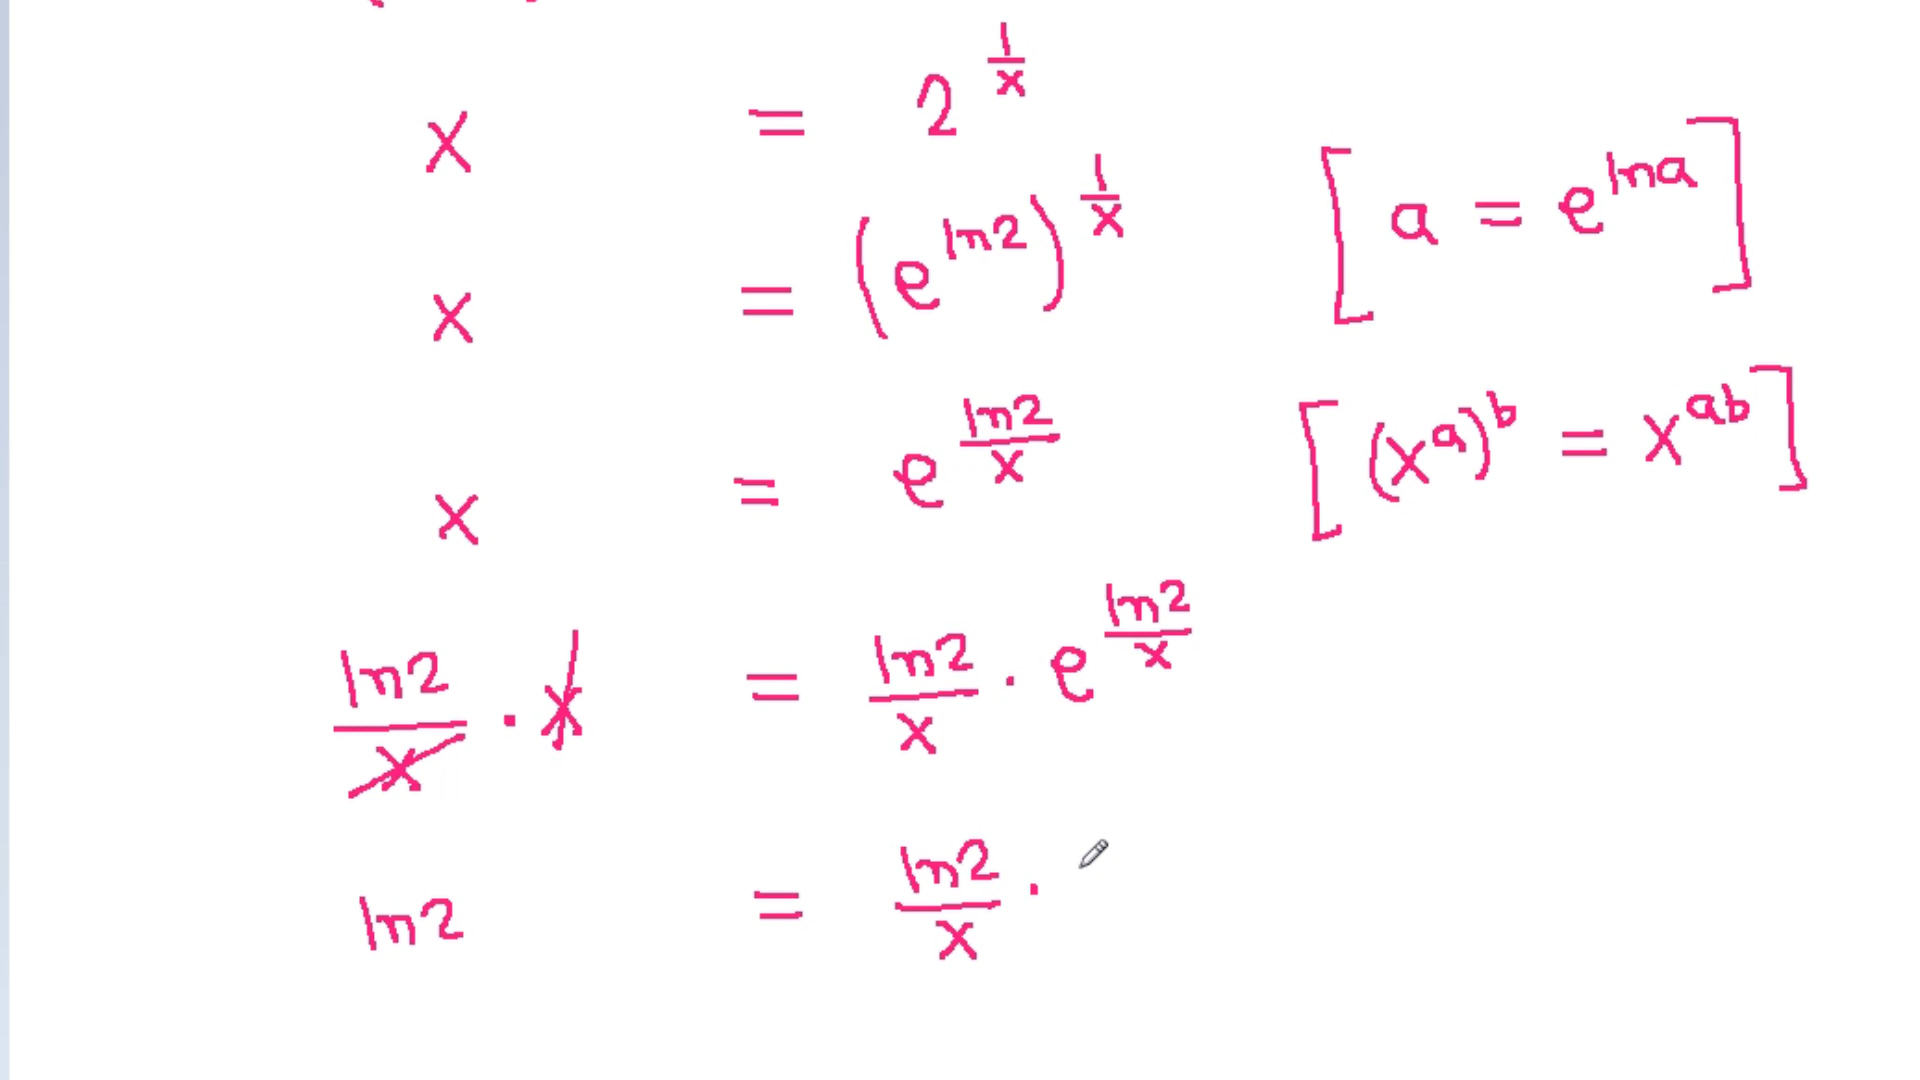 x = 2^(1/x)
x = (e^(ln2))^(1/x) [a = e^(lna)]
x = e^(ln2/x) [(x^a)^b = x^(ab)]
ln2/x · x = ln2/x · e^(ln2/x)
ln2 = ln2/x ·